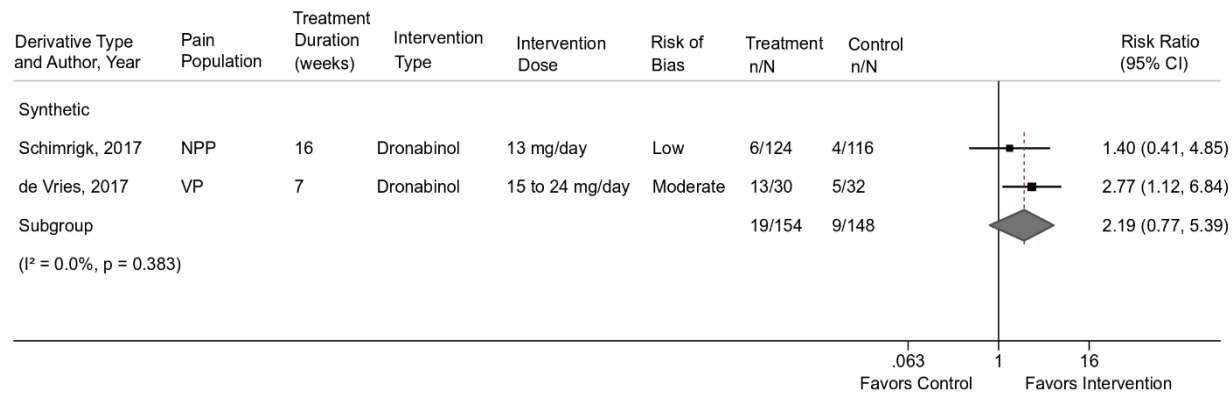 Derivative Type and Author, Year Pain Population Treatment Duration (weeks) Intervention Type Intervention Dose Risk of Bias Treatment n/N Control n/N Risk Ratio (95% CI)
Synthetic
Schimrigk, 2017 NPP 16 Dronabinol 13 mg/day Low 6/124 4/116 1.40 (0.41, 4.85)
de Vries, 2017 VP 7 Dronabinol 15 to 24 mg/day Moderate 13/30 5/32 2.77 (1.12, 6.84)
Subgroup 19/154 9/148 2.19 (0.77, 5.39)
(I² = 0.0%, p = 0.383)
.063 1 16
Favors Control Favors Intervention